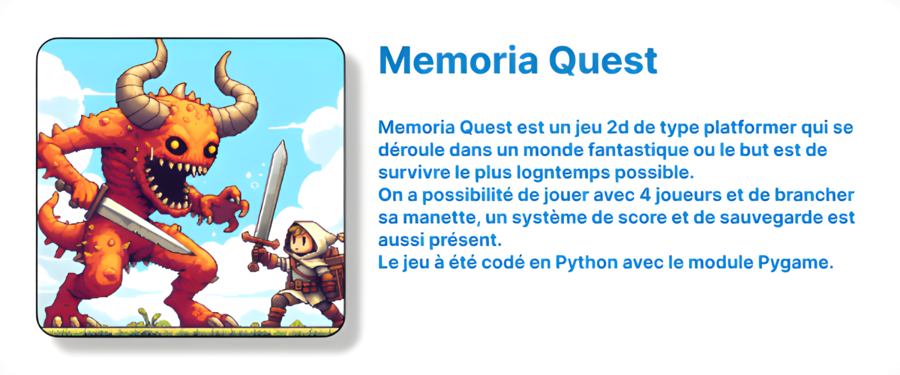 Memoria Quest
Memoria Quest est un jeu 2d de type platformer qui se
déroule dans un monde fantastique ou le but est de
survivre le plus logntemps possible.
On a possibilité de jouer avec 4 joueurs et de brancher
sa manette, un système de score et de sauvegarde est
aussi présent.
Le jeu à été codé en Python avec le module Pygame.